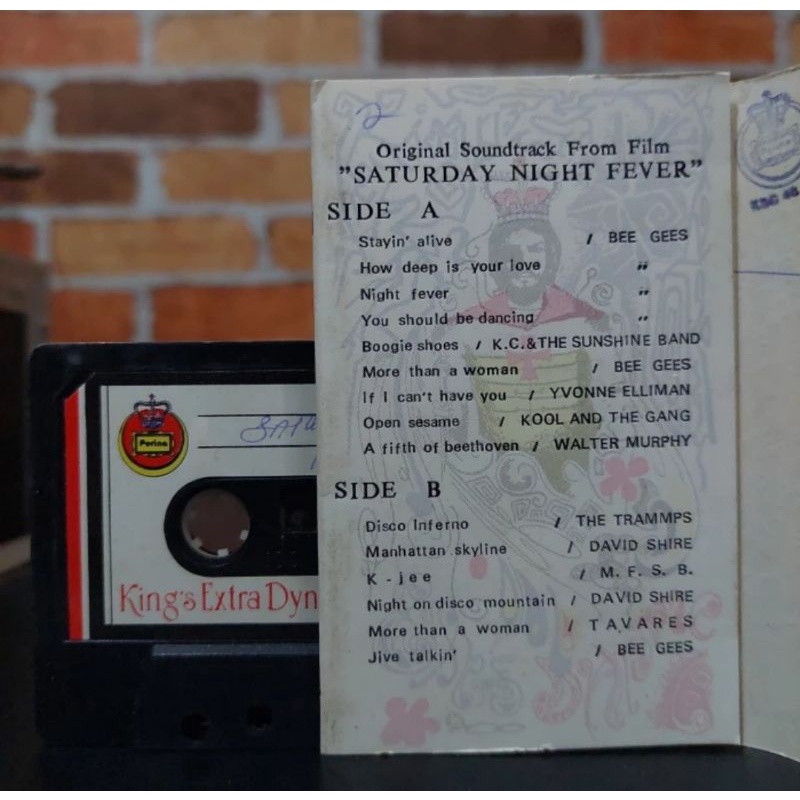 2
Original Soundtrack From Film
"SATURDAY NIGHT FEVER"
SIDE A
Stayin' alive / BEE GEES
How deep is your love "
Night fever "
You should be dancing "
Boogie shoes / K.C.&THE SUNSHINE BAND
More than a woman / BEE GEES
If I can't have you / YVONNE ELLIMAN
Open sesame / KOOL AND THE GANG
A fifth of beethoven / WALTER MURPHY
SIDE B
Disco Inferno / THE TRAMMPS
Manhattan skyline / DAVID SHIRE
K - jee / M. F. S. B.
Night on disco mountain / DAVID SHIRE
More than a woman / TAVARES
Jive talkin' / BEE GEES
Perina
King's Extra Dyn